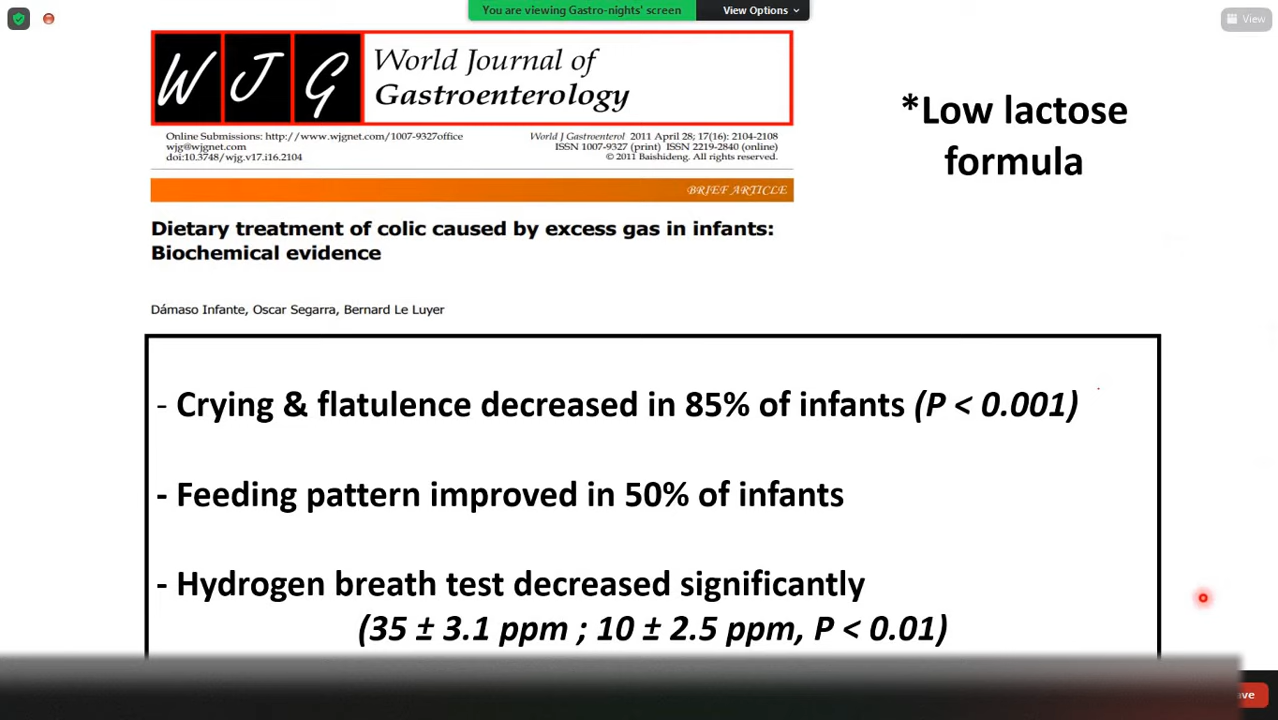 You are viewing Gastro-nights' screen
View Options
View
W J G
World Journal of
Gastroenterology
*Low lactose
formula
Online Submissions: http://www.wjgnet.com/1007-9327office
wjg@wjgnet.com
doi:10.3748/wjg.v17.i16.2104
World J Gastroenterol 2011 April 28; 17(16): 2104-2108
ISSN 1007-9327 (print) ISSN 2219-2840 (online)
© 2011 Baishideng. All rights reserved.
BRIEF ARTICLE
Dietary treatment of colic caused by excess gas in infants:
Biochemical evidence
Dámaso Infante, Oscar Segarra, Bernard Le Luyer
- Crying & flatulence decreased in 85% of infants (P < 0.001)
- Feeding pattern improved in 50% of infants
- Hydrogen breath test decreased significantly
(35 ± 3.1 ppm ; 10 ± 2.5 ppm, P < 0.01)